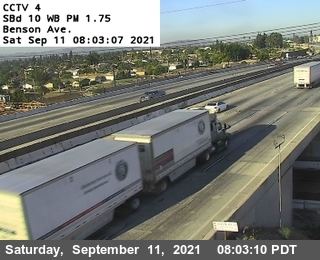 CCTV 4
SBd 10 WB PM 1.75
Benson Ave.
Sat Sep 11 08:03:07 2021
Saturday, September 11, 2021 08:03:10 PDT